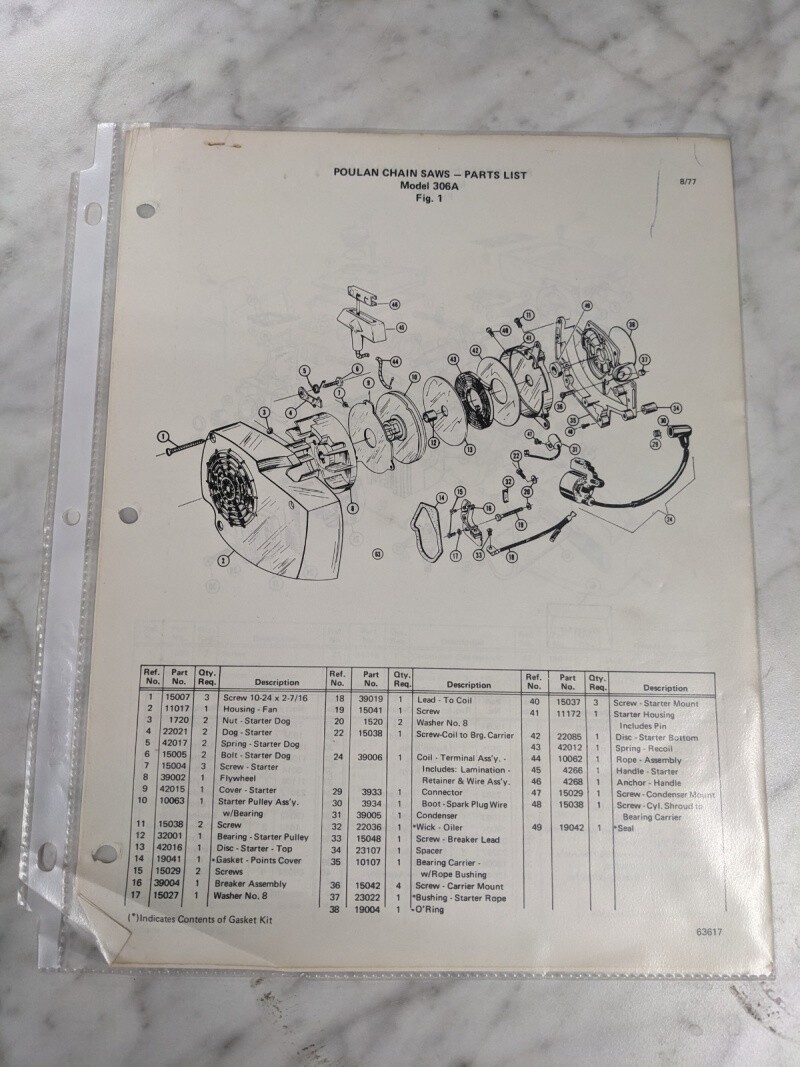 POULAN CHAIN SAWS – PARTS LIST
Model 306A
Fig. 1
8/77
Ref. No. Part No. Qty. Req. Description
1 15007 3 Screw 10-24 x 2-7/16
2 11017 1 Housing - Fan
3 1720 2 Nut - Starter Dog
4 22021 2 Dog - Starter
5 42017 2 Spring - Starter Dog
6 15005 2 Bolt - Starter Dog
7 15004 3 Screw - Starter
8 39002 1 Flywheel
9 42015 1 Cover - Starter
10 10063 1 Starter Pulley Ass'y.
w/Bearing
11 15038 2 Screw
12 32001 1 Bearing - Starter Pulley
13 42016 1 Disc - Starter - Top
14 19041 1 *Gasket - Points Cover
15 15029 2 Screws
16 39004 1 Breaker Assembly
17 15027 1 Washer No. 8
Ref. No. Part No. Qty. Req. Description
18 39019 1 Lead - To Coil
19 15041 1 Screw
20 1520 2 Washer No. 8
22 15038 1 Screw-Coil to Brg. Carrier
24 39006 1 Coil - Terminal Ass'y. -
Includes: Lamination -
Retainer & Wire Ass'y.
29 3933 1 Connector
30 3934 1 Boot - Spark Plug Wire
31 39005 1 Condenser
32 22036 1 *Wick - Oiler
33 15048 1 Screw - Breaker Lead
34 23107 1 Spacer
35 10107 1 Bearing Carrier -
w/Rope Bushing
36 15042 4 Screw - Carrier Mount
37 23022 1 *Bushing - Starter Rope
38 19004 1 *O'Ring
Ref. No. Part No. Qty. Req. Description
40 15037 3 Screw - Starter Mount
41 11172 1 Starter Housing
Includes Pin
42 22085 1 Disc - Starter Bottom
43 42012 1 Spring - Recoil
44 10062 1 Rope - Assembly
45 4266 1 Handle - Starter
46 4268 1 Anchor - Handle
47 15029 1 Screw - Condenser Mount
48 15038 1 Screw - Cyl. Shroud to
Bearing Carrier
49 19042 1 *Seal
(*)Indicates Contents of Gasket Kit
63617